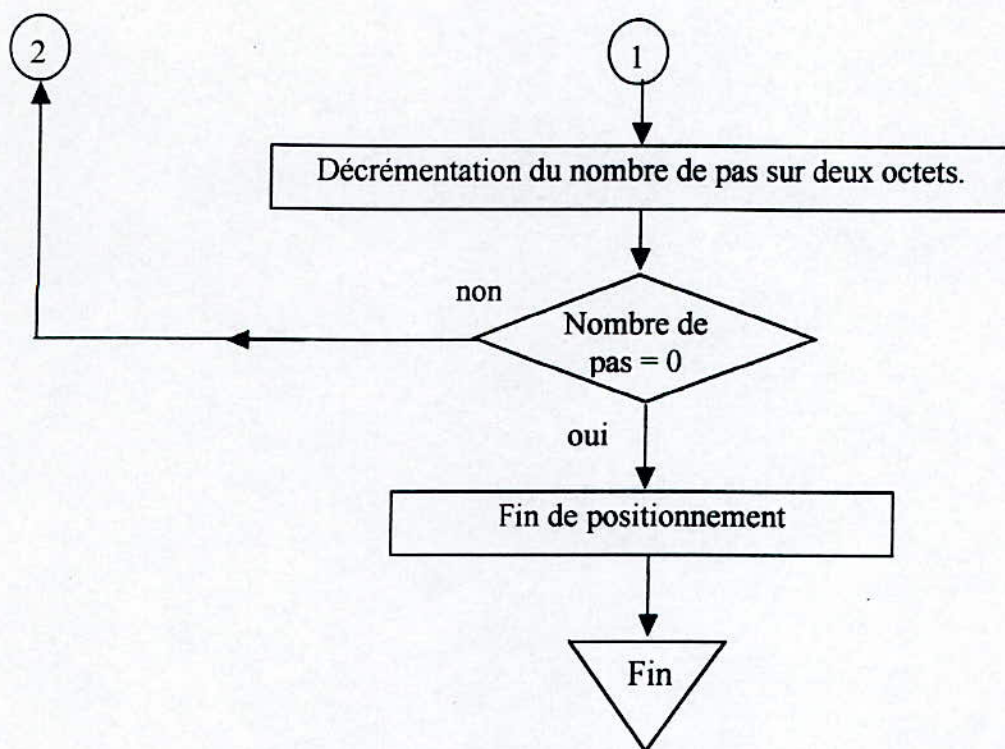 2
1
Décrémentation du nombre de pas sur deux octets.
non
Nombre de
pas = 0
oui
Fin de positionnement
Fin